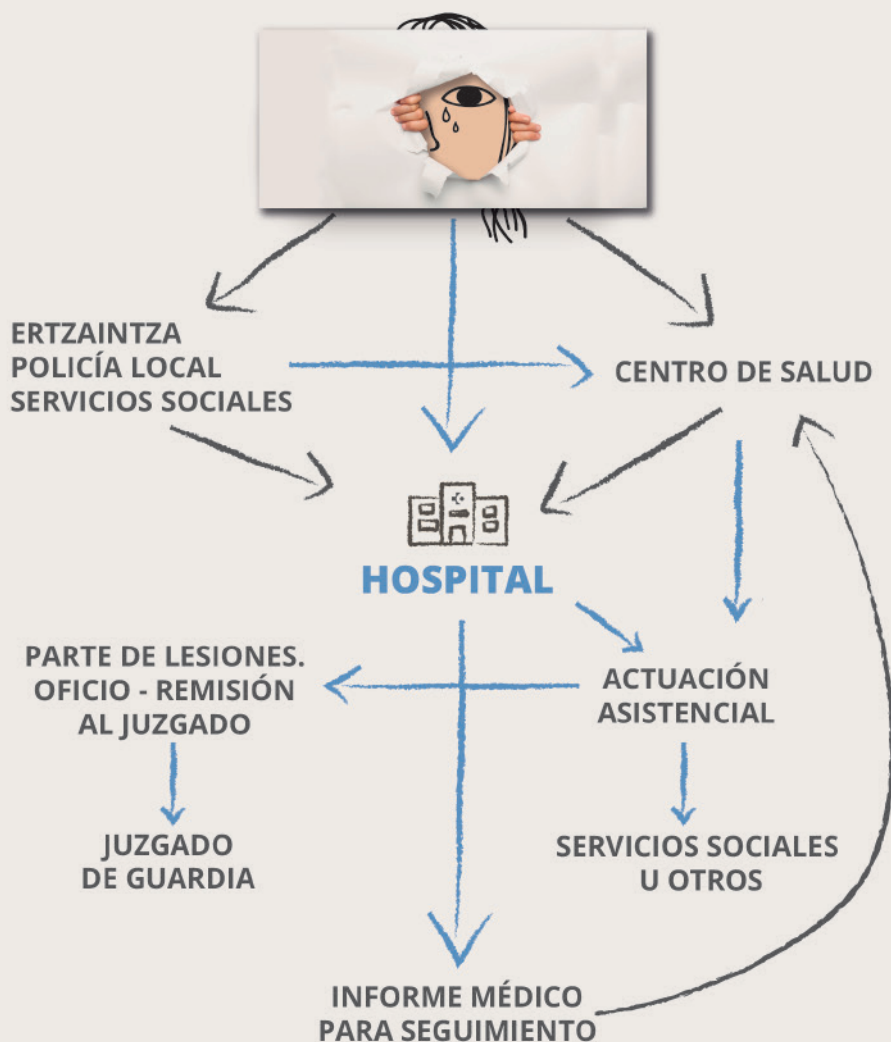 ERTZAINTZA
POLICÍA LOCAL
SERVICIOS SOCIALES
CENTRO DE SALUD
HOSPITAL
PARTE DE LESIONES.
OFICIO - REMISIÓN
AL JUZGADO
ACTUACIÓN
ASISTENCIAL
JUZGADO
DE GUARDIA
SERVICIOS SOCIALES
U OTROS
INFORME MÉDICO
PARA SEGUIMIENTO